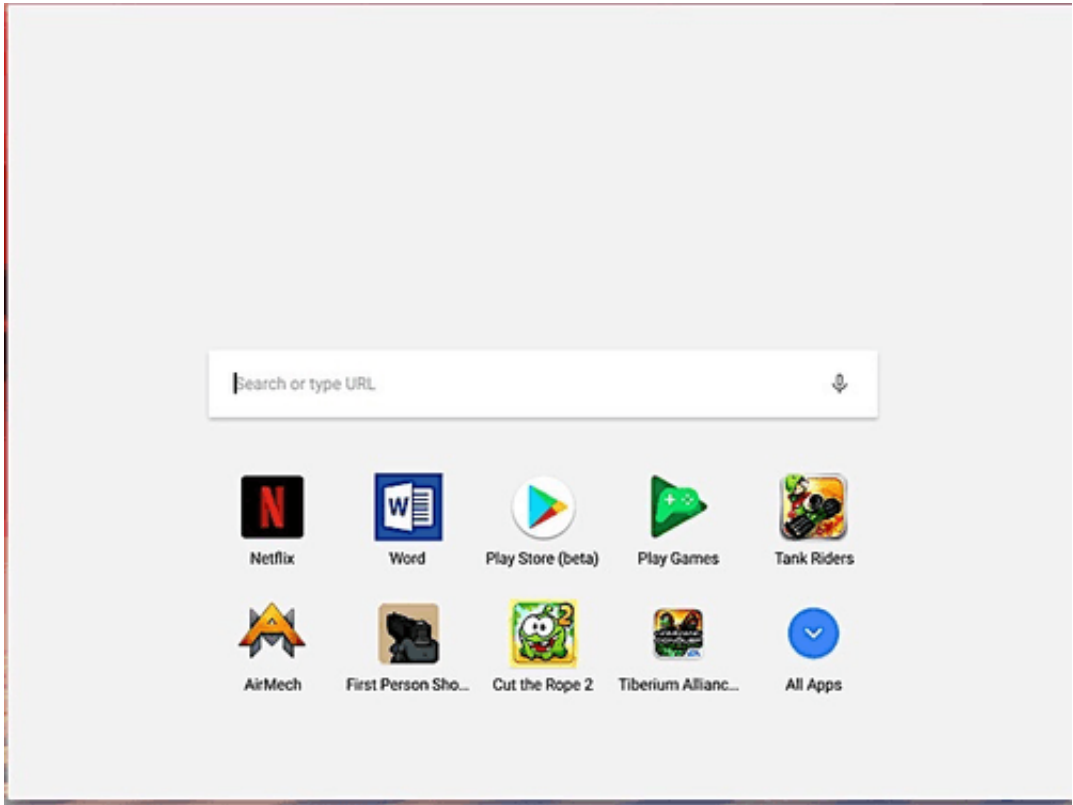 Search or type URL
Netflix
Word
Play Store (beta)
Play Games
Tank Riders
AirMech
First Person Sho...
Cut the Rope 2
Tiberium Allianc...
All Apps